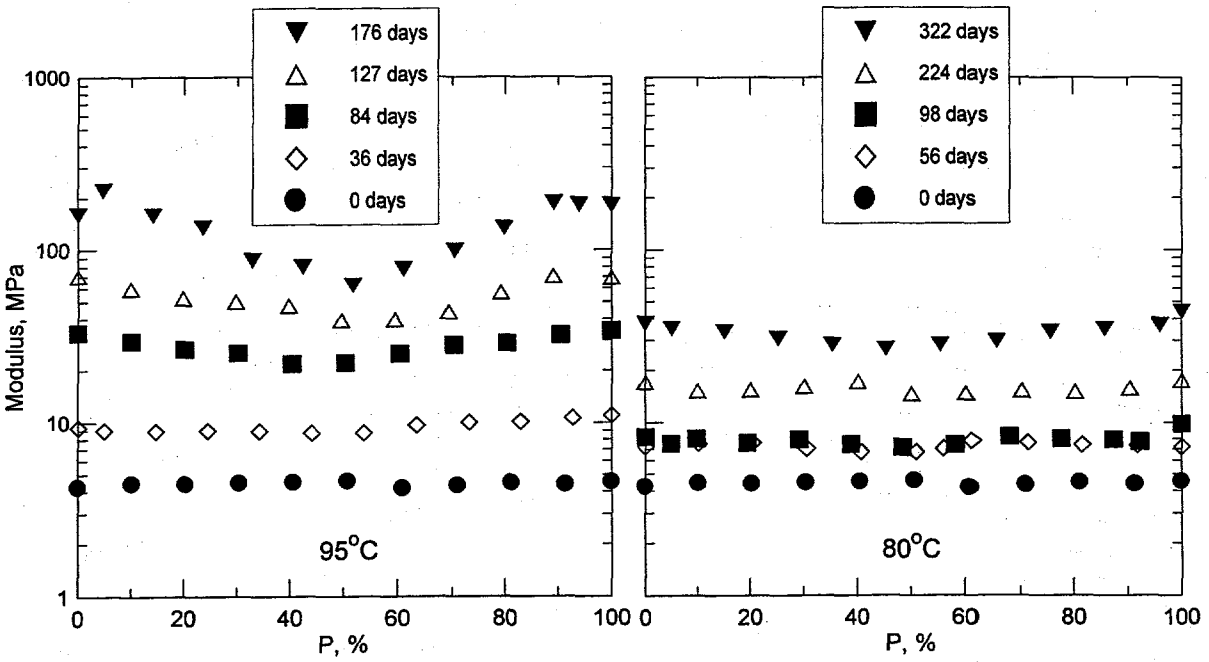 176 days
127 days
84 days
36 days
0 days
322 days
224 days
98 days
56 days
0 days
1000
100
10
1
Modulus, MPa
95°C
80°C
0 20 40 60 80 100
0 20 40 60 80 100
P, %
P, %